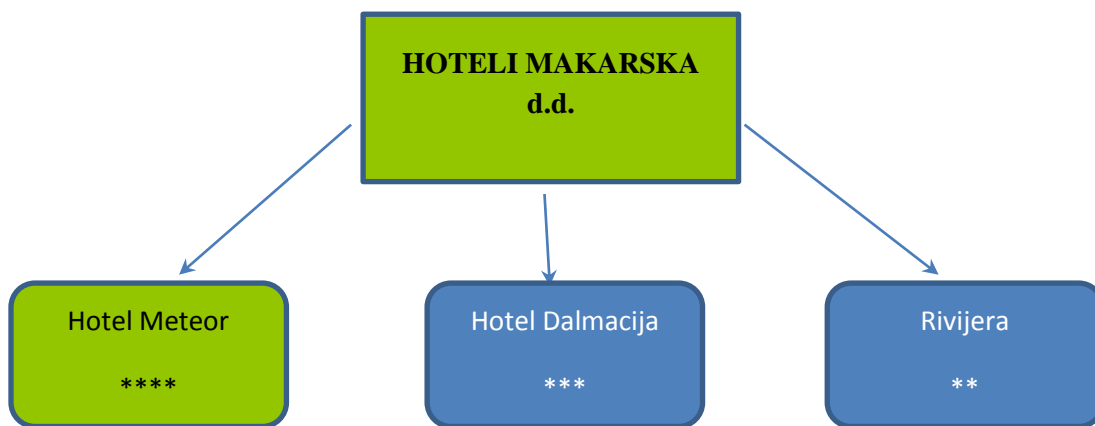 HOTELI MAKARSKA
d.d.
Hotel Meteor
****
Hotel Dalmacija
***
Rivijera
**